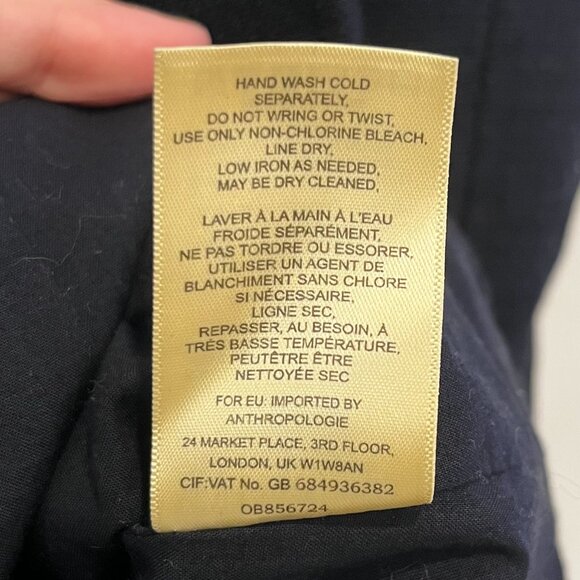 HAND WASH COLD
SEPARATELY,
DO NOT WRING OR TWIST,
USE ONLY NON-CHLORINE BLEACH,
LINE DRY,
LOW IRON AS NEEDED,
MAY BE DRY CLEANED,
LAVER À LA MAIN À L'EAU
FROIDE SÉPARÉMENT,
NE PAS TORDRE OU ESSORER,
UTILISER UN AGENT DE
BLANCHIMENT SANS CHLORE
SI NÉCESSAIRE,
LIGNE SEC,
REPASSER, AU BESOIN, À
TRÈS BASSE TEMPÉRATURE,
PEUTÊTRE ÊTRE
NETTOYÉE SEC
FOR EU: IMPORTED BY
ANTHROPOLOGIE
24 MARKET PLACE, 3RD FLOOR,
LONDON, UK W1W8AN
CIF:VAT No. GB 684936382
OB856724